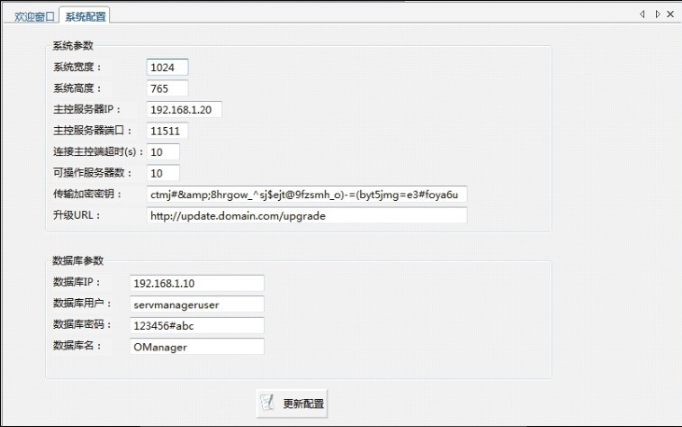 欢迎窗口 系统配置
系统参数
系统宽度： 1024
系统高度： 765
主控服务器IP： 192.168.1.20
主控服务器端口： 11511
连接主控端超时(s)： 10
可操作服务器数： 10
传输加密密钥： ctmj#&amp;8hrgow_^sj$ejt@9fzsmh_o)-=(byt5jmg=e3#foya6u
升级URL： http://update.domain.com/upgrade
数据库参数
数据库IP： 192.168.1.10
数据库用户： servmanageruser
数据库密码： 123456#abc
数据库名： OManager
更新配置